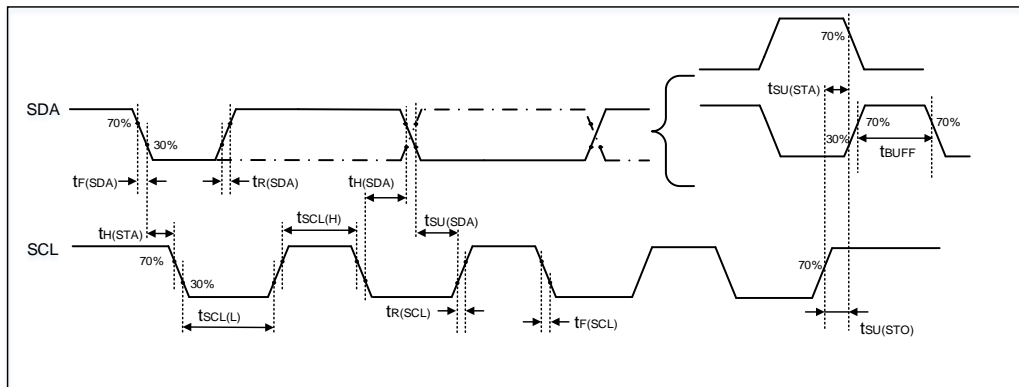 70%
tSU(STA)
SDA
70%
30%
30%
70%
70%
tBUFF
tF(SDA)
tR(SDA)
tH(SDA)
tH(STA)
tSCL(H)
tSU(SDA)
SCL
70%
30%
70%
tSCL(L)
tR(SCL)
tF(SCL)
tSU(STO)